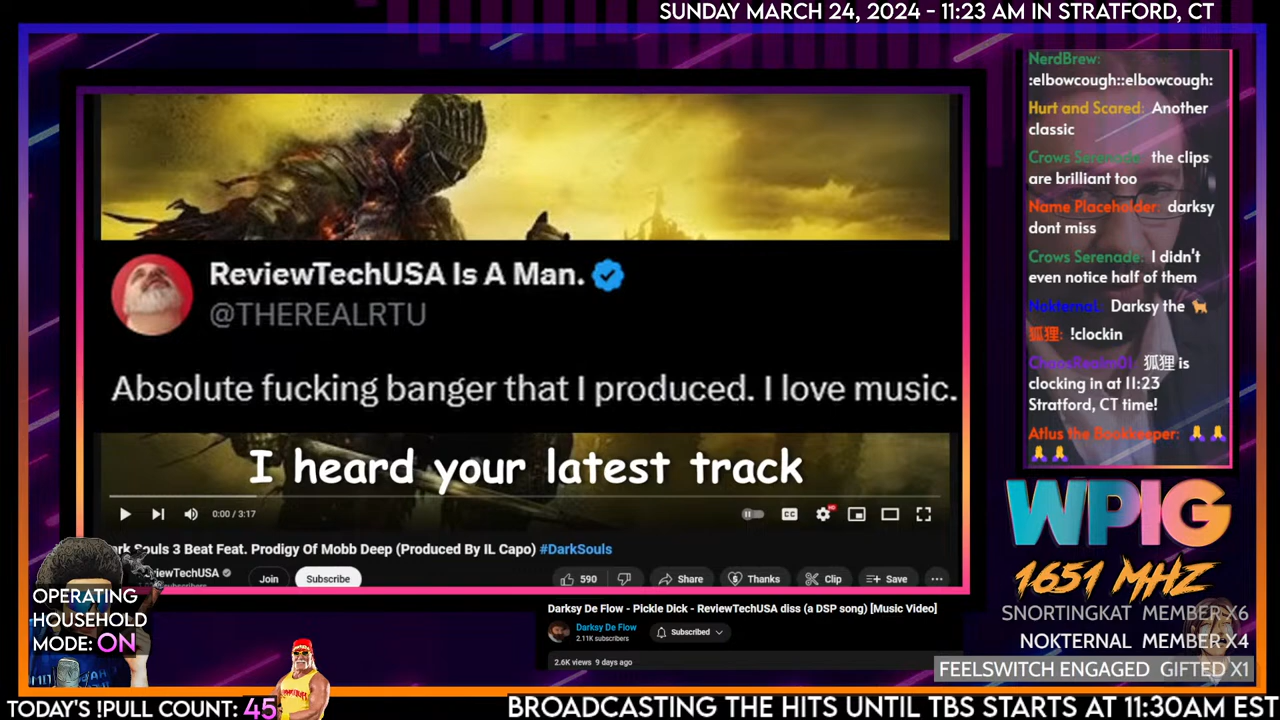 SUNDAY MARCH 24, 2024 - 11:23 AM IN STRATFORD, CT
ReviewTechUSA Is A Man.
@THEREALRTU
Absolute fucking banger that I produced. I love music.
I heard your latest track
0:00 / 3:17
CC
Souls 3 Beat Feat. Prodigy Of Mobb Deep (Produced By IL Capo) #DarkSouls
Join
Subscribe
590
Share
Thanks
Clip
Save
Darksy De Flow - Pickle Dick - ReviewTechUSA diss (a DSP song) [Music Video]
Darksy De Flow
2.11K subscribers
Subscribed
2.6K views 9 days ago
NerdBrew:
:elbowcough::elbowcough:
Hurt and Scared: Another
classic
Crows Serenade: the clips
are brilliant too
Name Placeholder: darksy
dont miss
Crows Serenade: I didn't
even notice half of them
Nokternal: Darksy the 🐈
狐狸: !clockin
狐狸 is
clocking in at 11:23
Stratford, CT time!
Atlus the Bookkeeper: 🙏 🙏
🙏 🙏
WPIG
1651 MHZ
SNORTINGKAT MEMBER X6
NOKTERNAL MEMBER X4
FEELSWITCH ENGAGED GIFTED X1
OPERATING
HOUSEHOLD
MODE: ON
TODAY'S !PULL COUNT: 45
BROADCASTING THE HITS UNTIL TBS STARTS AT 11:30AM EST